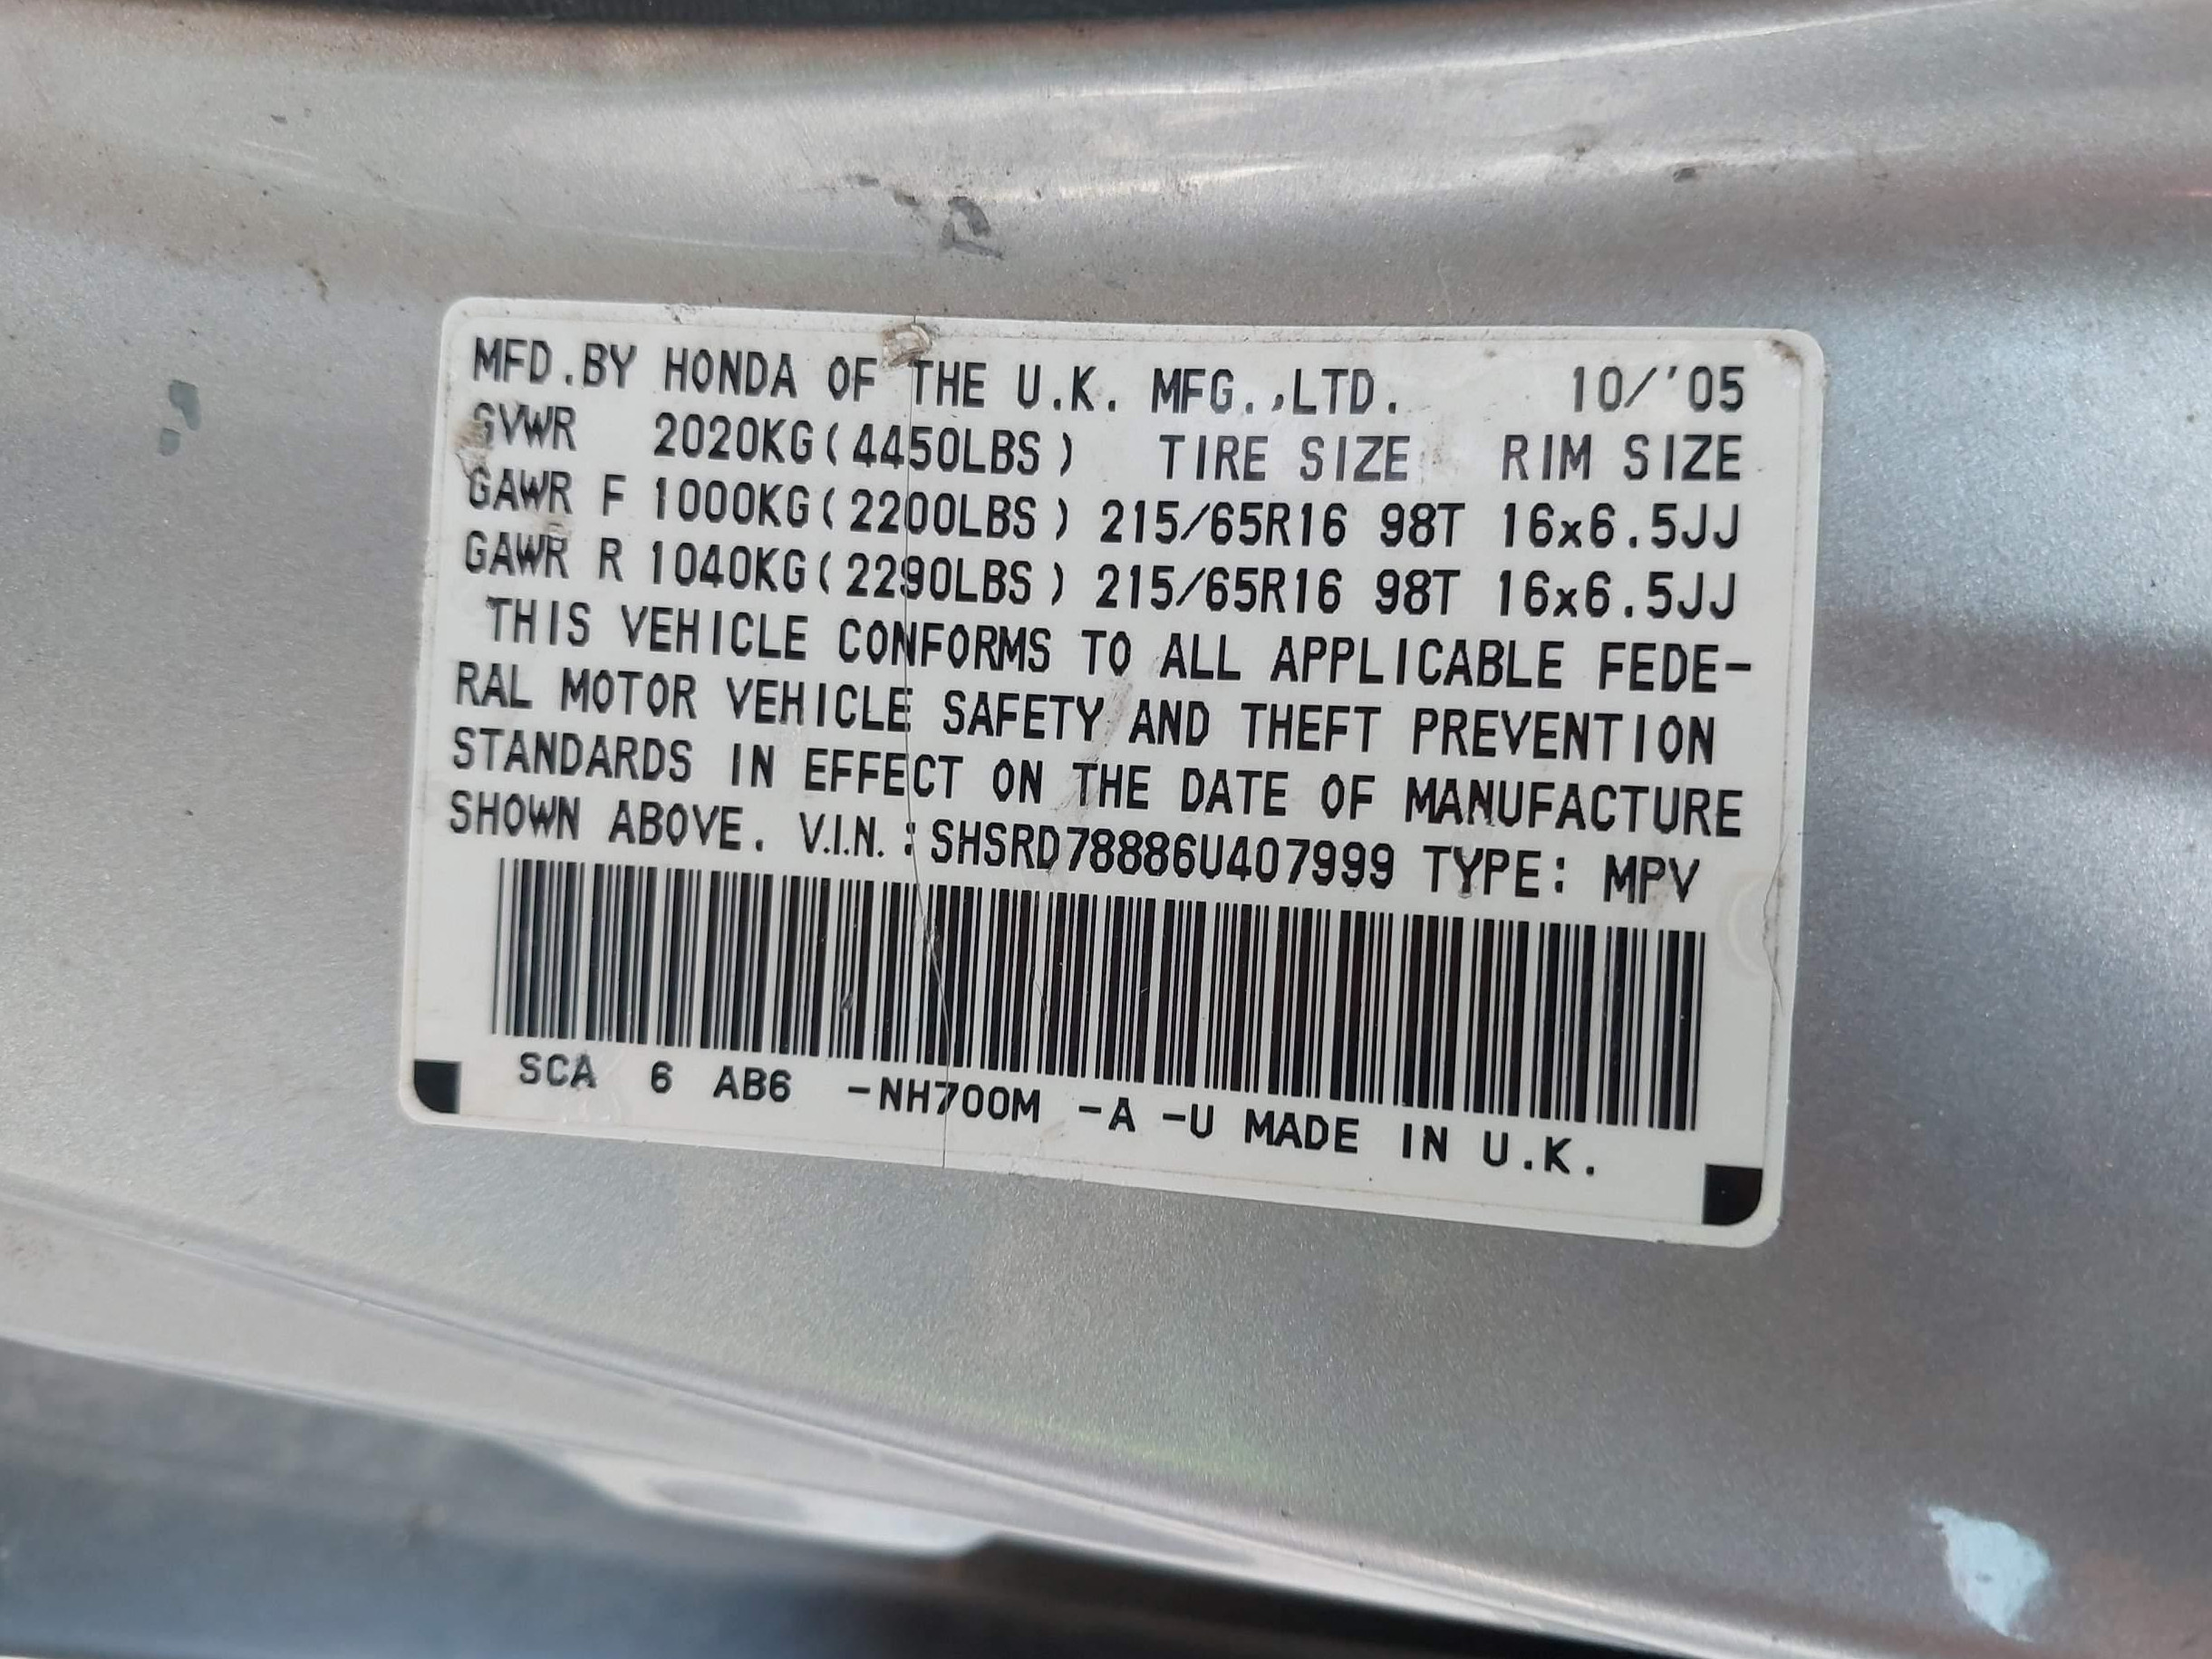 MFD.BY HONDA OF THE U.K. MFG.,LTD. 10/'05
GVWR 2020KG(4450LBS) TIRE SIZE RIM SIZE
GAWR F 1000KG(2200LBS) 215/65R16 98T 16x6.5JJ
GAWR R 1040KG(2290LBS) 215/65R16 98T 16x6.5JJ
THIS VEHICLE CONFORMS TO ALL APPLICABLE FEDE-
RAL MOTOR VEHICLE SAFETY AND THEFT PREVENTION
STANDARDS IN EFFECT ON THE DATE OF MANUFACTURE
SHOWN ABOVE. V.I.N.:SHSRD78886U407999 TYPE: MPV
SCA 6 AB6 -NH700M -A -U MADE IN U.K.